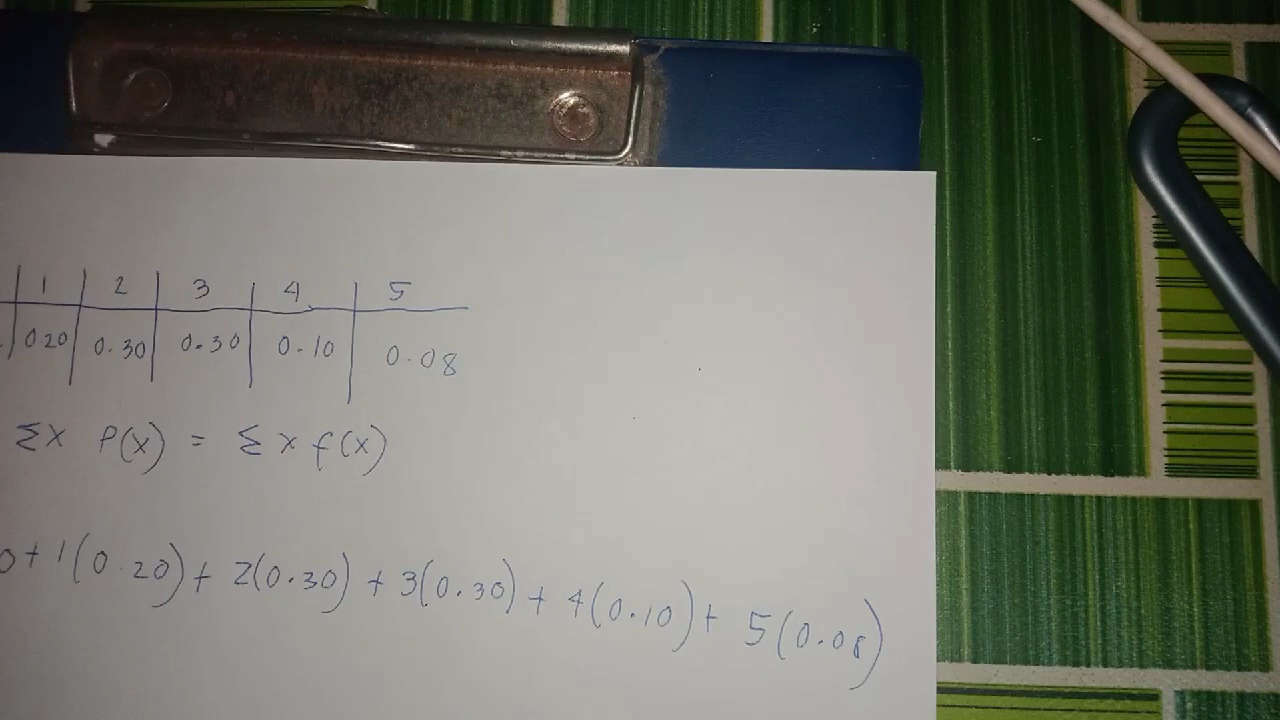 1 2 3 4 5
0.20 0.30 0.30 0.10 0.08
Σx P(x) = Σ x f(x)
0 + 1(0.20) + 2(0.30) + 3(0.30) + 4(0.10) + 5(0.08)